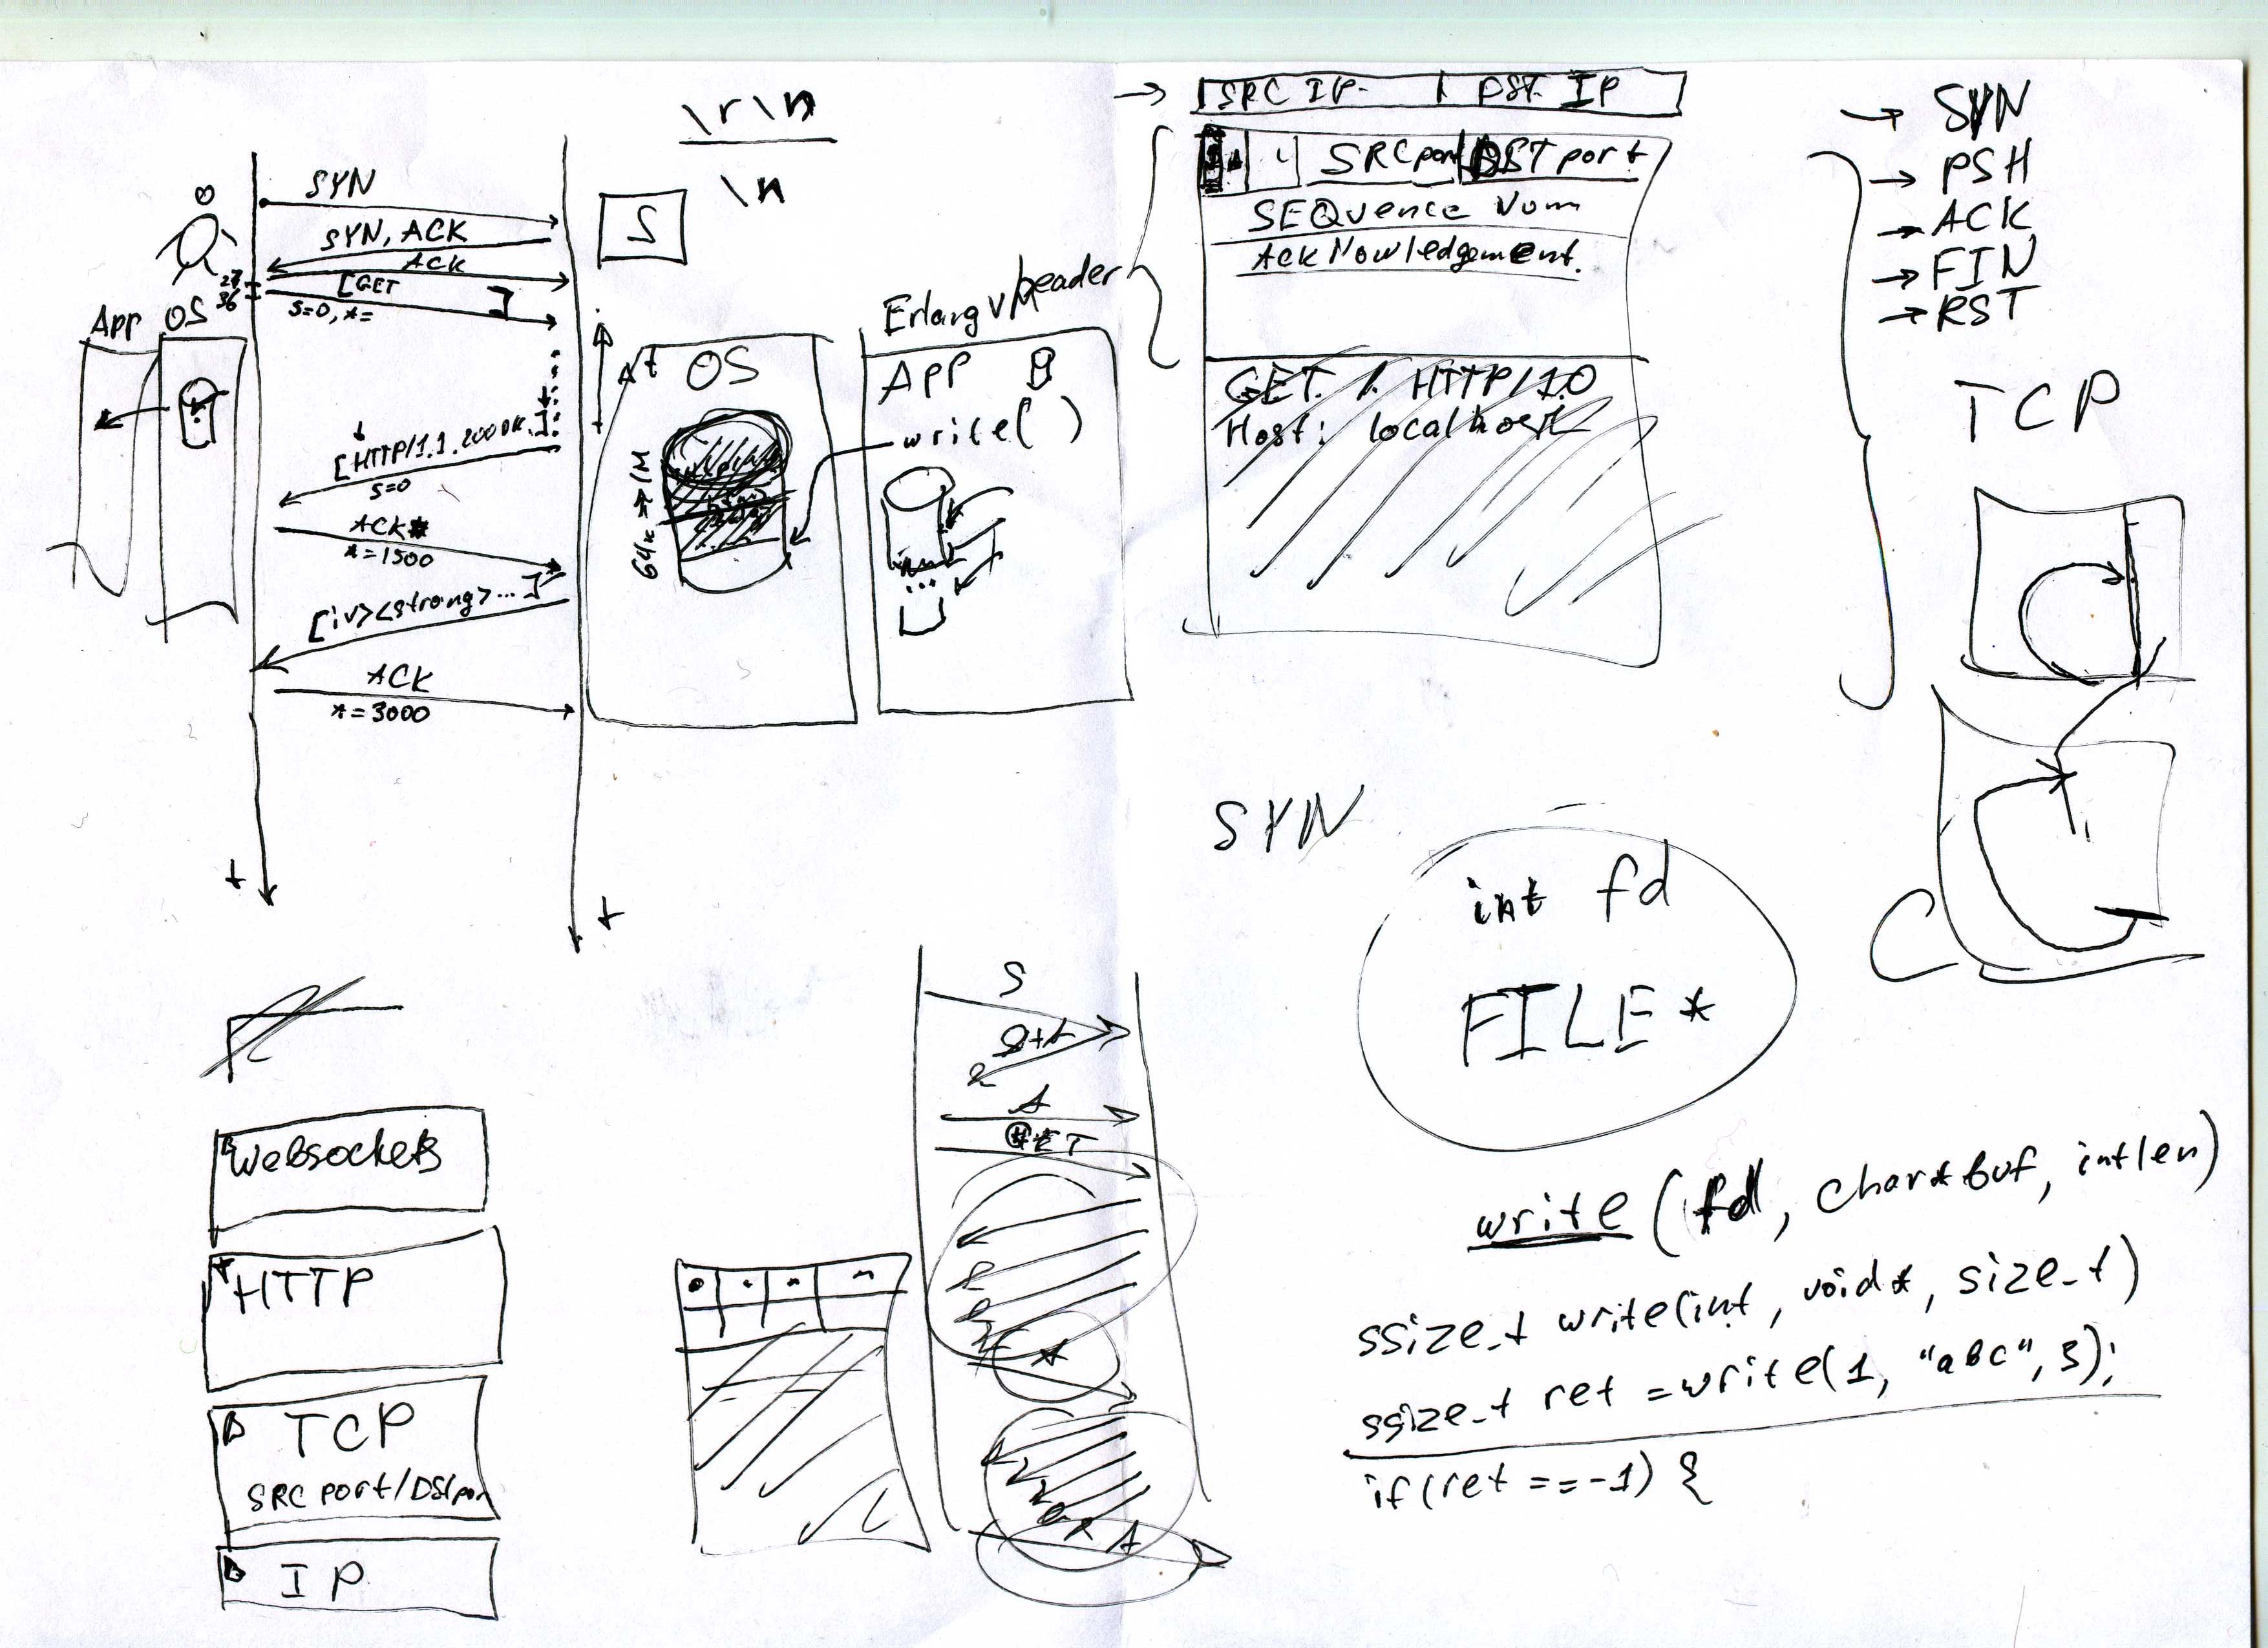 \r\n
\n
SYN
SYN, ACK
ACK
[GET ]
S=0, *=
27
36
App
OS
[HTTP/1.1. 200 OK. ]
S=0
ACK*
*=1500
[iv><strong>... ]
ACK
*=3000
t
t
S
t
OS
64k → 1M
Erlang VM
APP
write( )
SRC IP. DST IP
SRC port DST port
SEQuence Num
AcKNowledgement.
header
GET / HTTP/1.0
Host: localhost
→ SYN
→ PSH
→ ACK
→ FIN
→ RST
TCP
SYN
int fd
FILE *
write (fd, char*buf, int len)
ssize_t write(int, void*, size_t)
ssize_t ret = write(1, "abc", 3);
if (ret == -1) {
Websockets
HTTP
TCP
SRC port/DST port
IP
S
S+A
A
GET
A